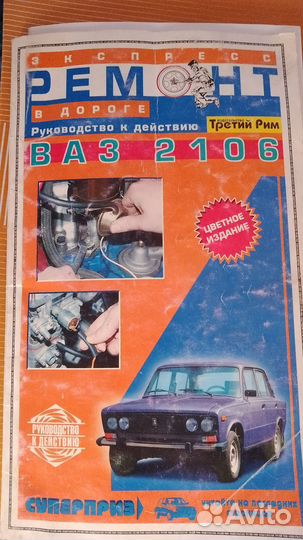 ЭКСПРЕСС
РЕМОНТ
В ДОРОГЕ
Руководство к действию
Третий Рим
ВАЗ 2106
ЦВЕТНОЕ
ИЗДАНИЕ
РУКОВОДСТВО
К ДЕЙСТВИЮ
СУПЕРПРИЗ
Avito